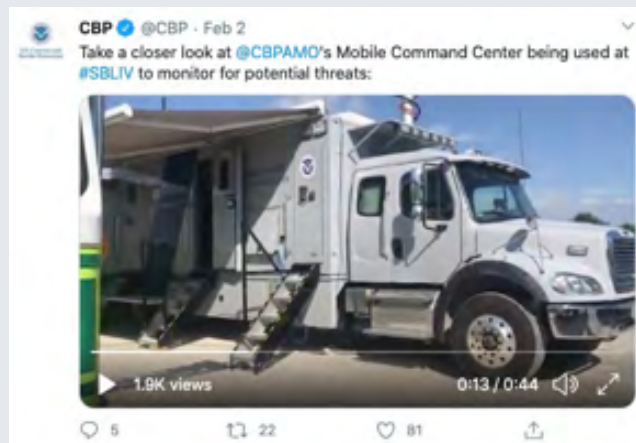 CBP @CBP · Feb 2
Take a closer look at @CBPAMO's Mobile Command Center being used at
#SBLIV to monitor for potential threats:
1.9K views
0:13 / 0:44
5 22 81